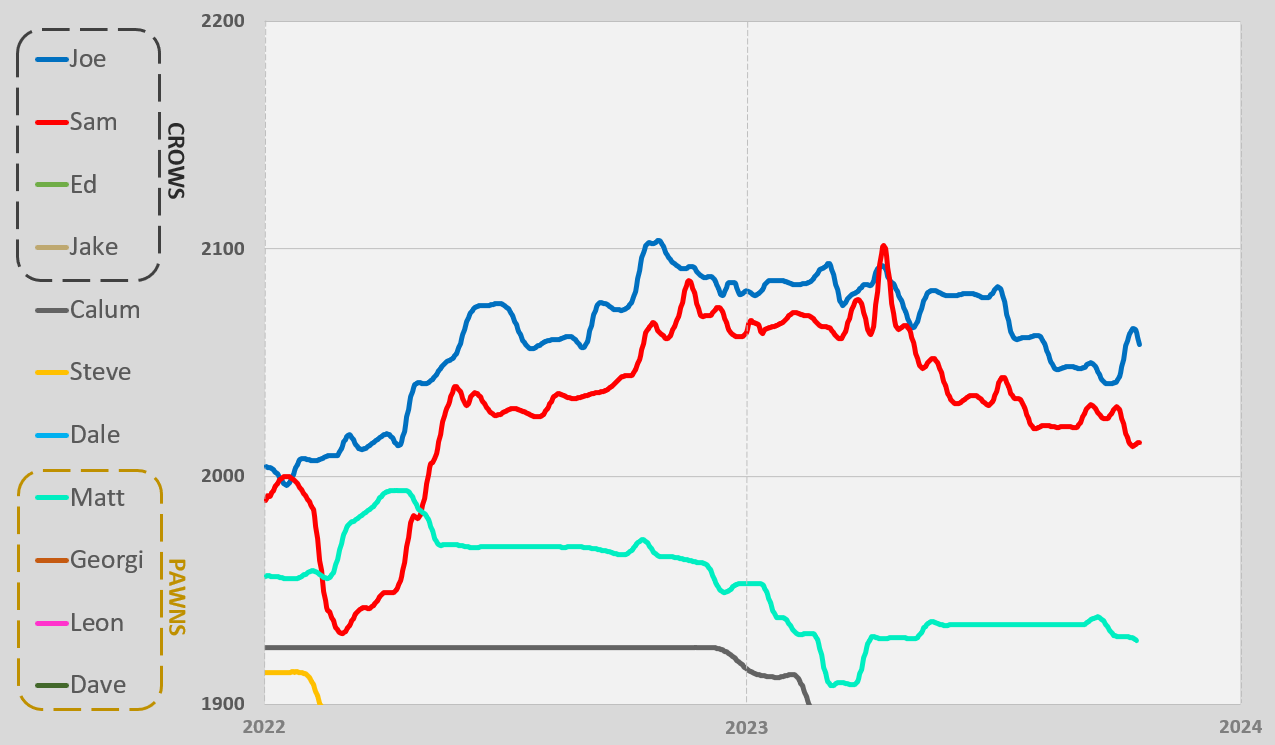 2200
2100
2000
1900
2022
2023
2024
Joe
Sam
Ed
Jake
CROWS
Calum
Steve
Dale
Matt
Georgi
Leon
Dave
PAWNS